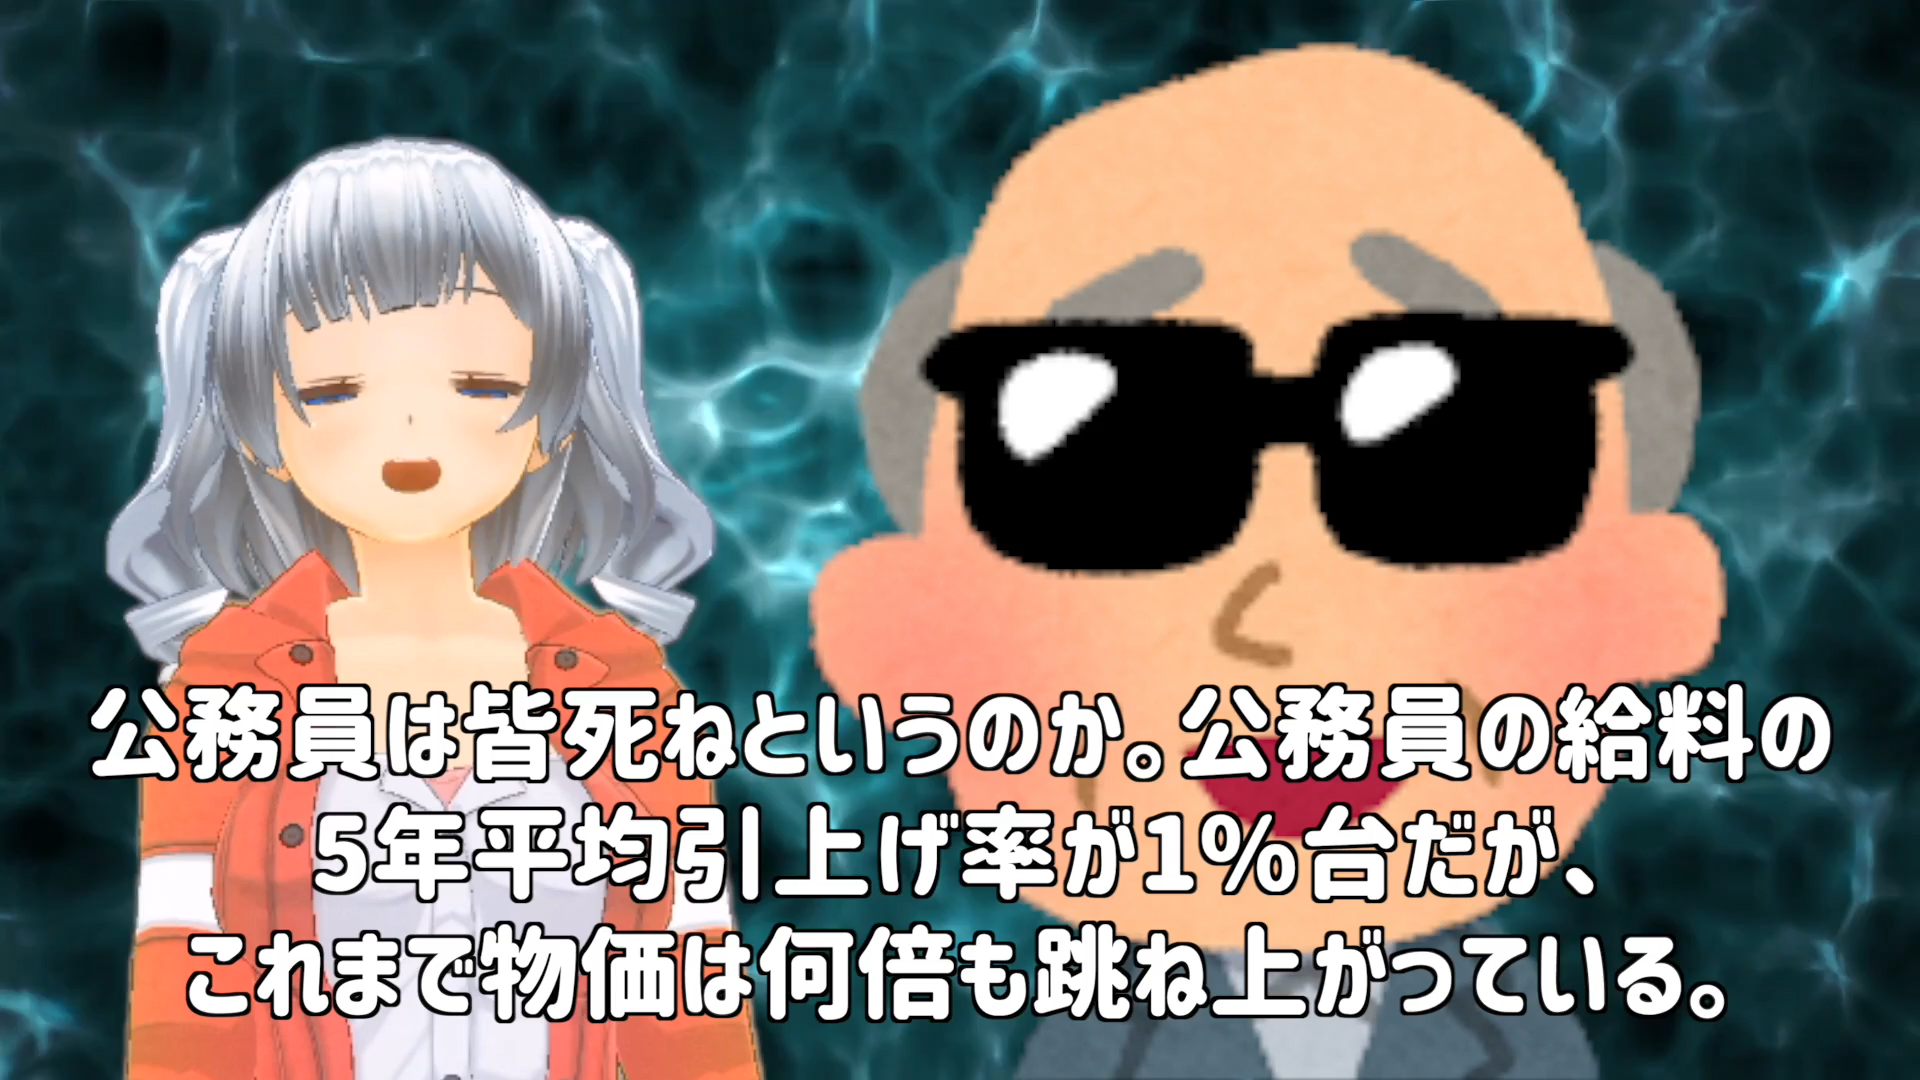 公務員は皆死ねというのか。公務員の給料の
5年平均引上げ率が1%台だが、
これまで物価は何倍も跳ね上がっている。